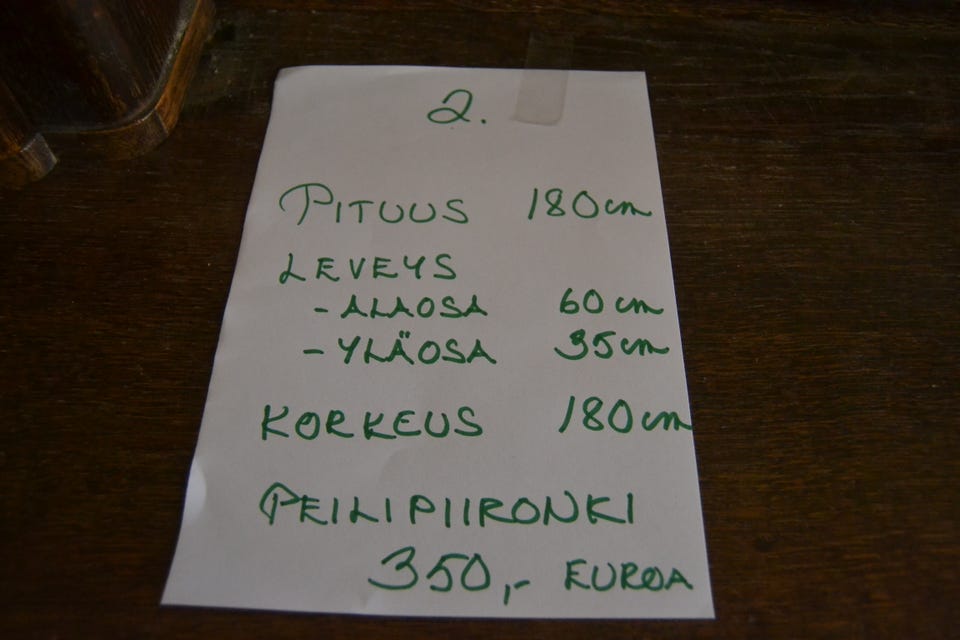 2.
PITUUS 180cm
LEVEYS
- ALAOSA 60cm
- YLÄOSA 35cm
KORKEUS 180cm
PEILIPIIRONKI
350,- EUROA